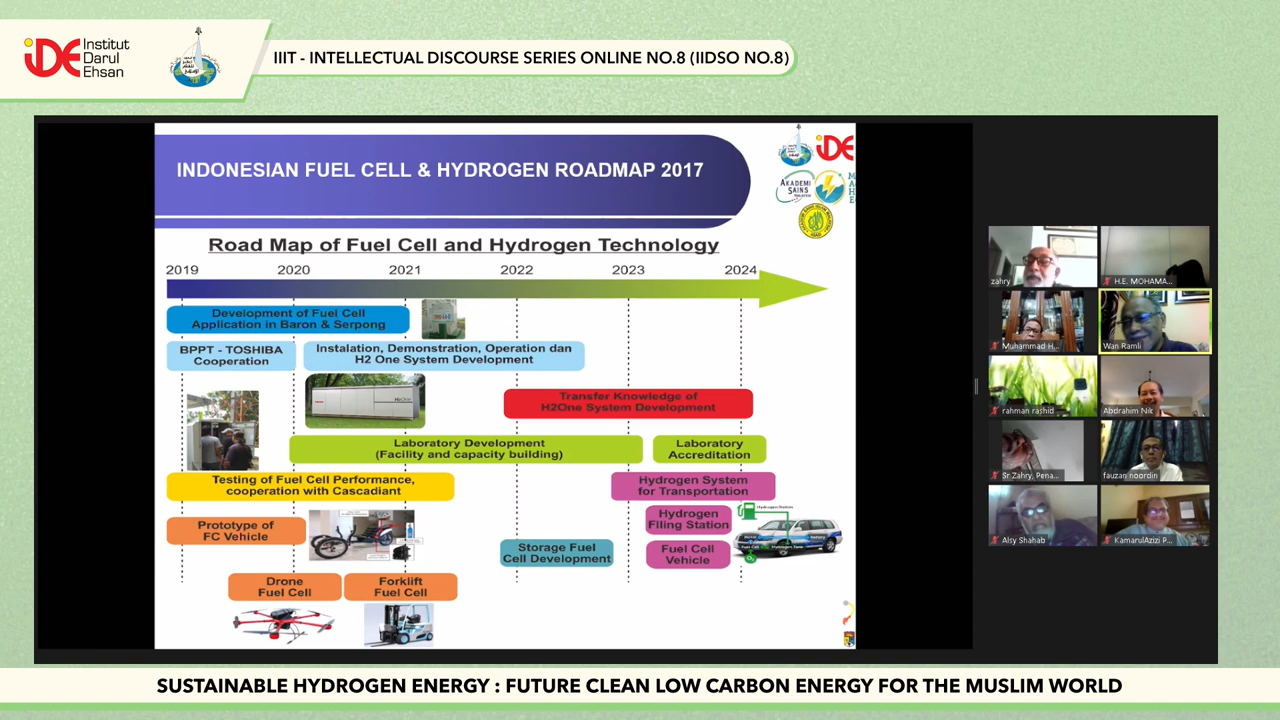 iDE Institut
Darul
Ehsan
IIIT - INTELLECTUAL DISCOURSE SERIES ONLINE NO.8 (IIDSO NO.8)
INDONESIAN FUEL CELL & HYDROGEN ROADMAP 2017
iDE
AKADEMI
SAINS
Road Map of Fuel Cell and Hydrogen Technology
2019 2020 2021 2022 2023 2024
Development of Fuel Cell
Application in Baron & Serpong
BPPT - TOSHIBA
Cooperation
Instalation, Demonstration, Operation dan
H2 One System Development
H2One
Transfer Knowledge of
H2One System Development
Laboratory Development
(Facility and capacity building)
Laboratory
Accreditation
Testing of Fuel Cell Performance,
cooperation with Cascadiant
Hydrogen System
for Transportation
Prototype of
FC Vehicle
Hydrogen
Filing Station
Hydrogen Station
Storage Fuel
Cell Development
Fuel Cell
Vehicle
Drone
Fuel Cell
Forklift
Fuel Cell
zahry
H.E. MOHAMA...
Muhammad H...
Wan Ramli
rahman rashid
Abdrahim Nik
Sr Zahry, Pena...
fauzan noordin
Alsy Shahab
KamarulAzizi P...
SUSTAINABLE HYDROGEN ENERGY : FUTURE CLEAN LOW CARBON ENERGY FOR THE MUSLIM WORLD